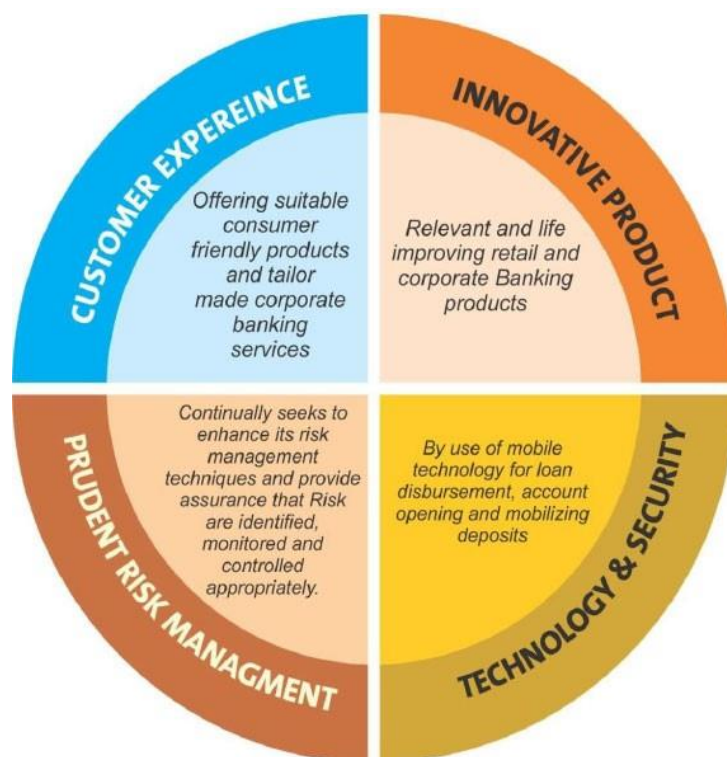 CUSTOMER EXPEREINCE
Offering suitable
consumer
friendly products
and tailor
made corporate
banking
services
INNOVATIVE PRODUCT
Relevant and life
improving retail and
corporate Banking
products
PRUDENT RISK MANAGMENT
Continually seeks to
enhance its risk
management
techniques and provide
assurance that Risk
are identified,
monitored and
controlled
appropriately.
TECHNOLOGY & SECURITY
By use of mobile
technology for loan
disbursement, account
opening and mobilizing
deposits